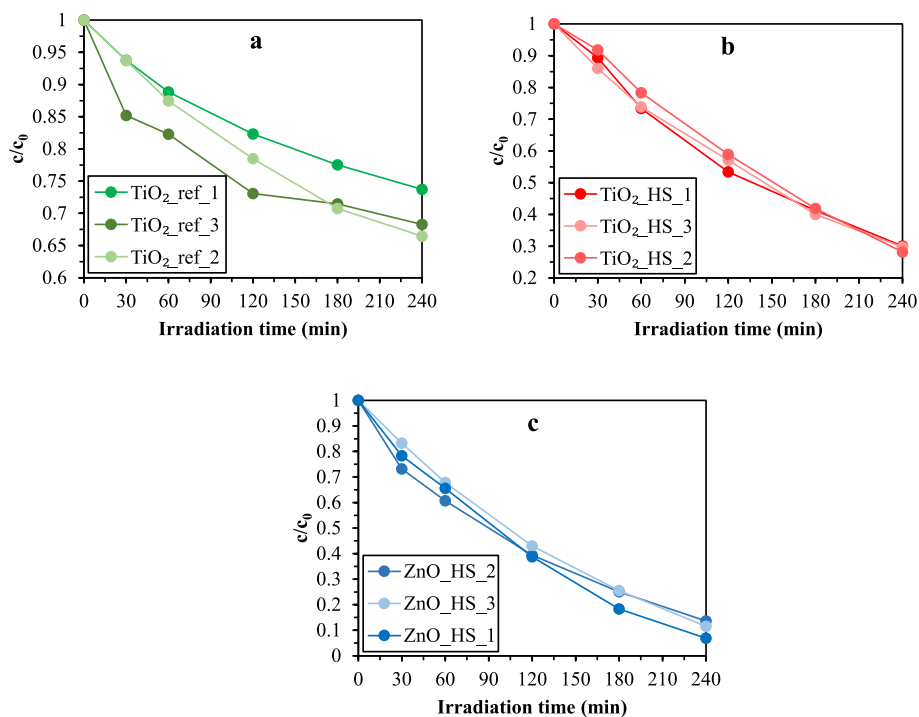 a
1
0.95
0.9
0.85
0.8
0.75
0.7
0.65
0.6
c/c₀
TiO₂_ref_1
TiO₂_ref_3
TiO₂_ref_2
0 30 60 90 120 150 180 210 240
Irradiation time (min)
b
1
0.9
0.8
0.7
0.6
0.5
0.4
0.3
0.2
c/c₀
TiO₂_HS_1
TiO₂_HS_3
TiO₂_HS_2
0 30 60 90 120 150 180 210 240
Irradiation time (min)
c
1
0.9
0.8
0.7
0.6
0.5
0.4
0.3
0.2
0.1
0
c/c₀
ZnO_HS_2
ZnO_HS_3
ZnO_HS_1
0 30 60 90 120 150 180 210 240
Irradiation time (min)